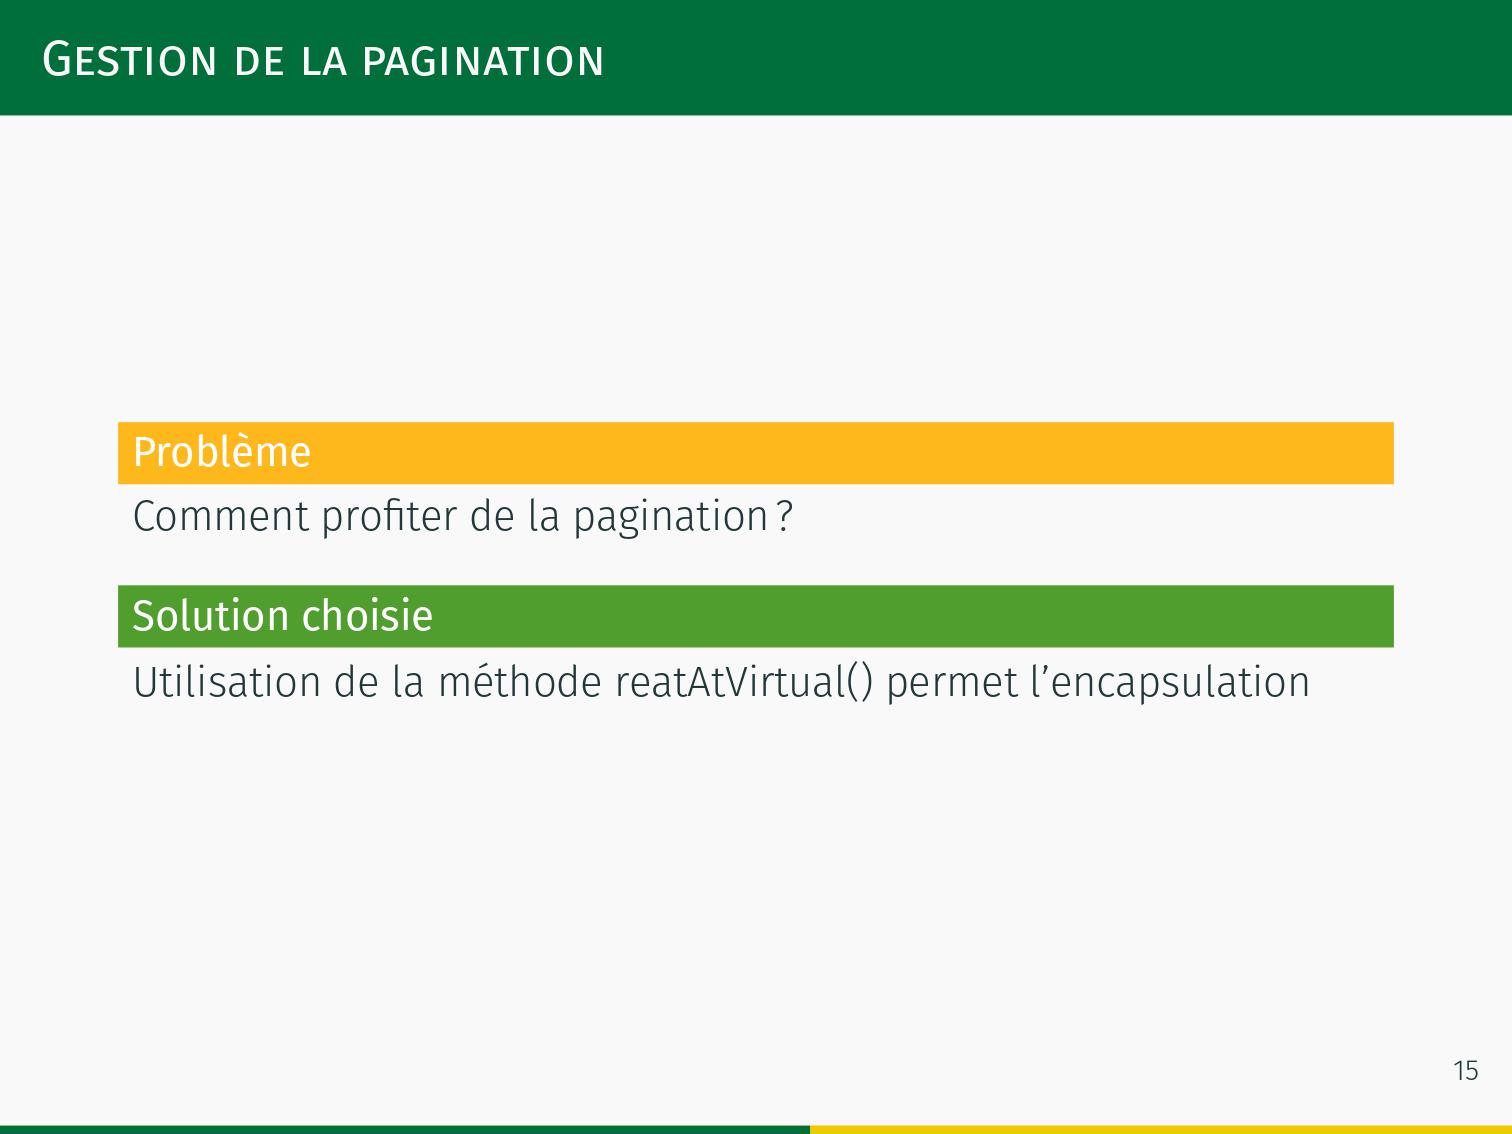 Gestion de la pagination
Problème
Comment profiter de la pagination ?
Solution choisie
Utilisation de la méthode reatAtVirtual() permet l’encapsulation
15